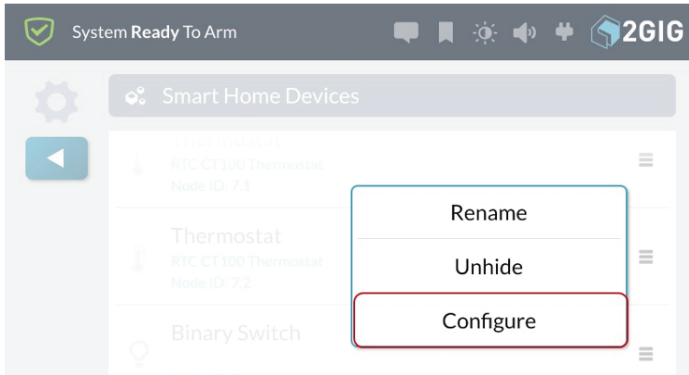 System Ready To Arm
2GIG
Smart Home Devices
Thermostat
RTC CT100 Thermostat
Node ID: 7.1
Thermostat
RTC CT100 Thermostat
Node ID: 7.2
Binary Switch
Rename
Unhide
Configure